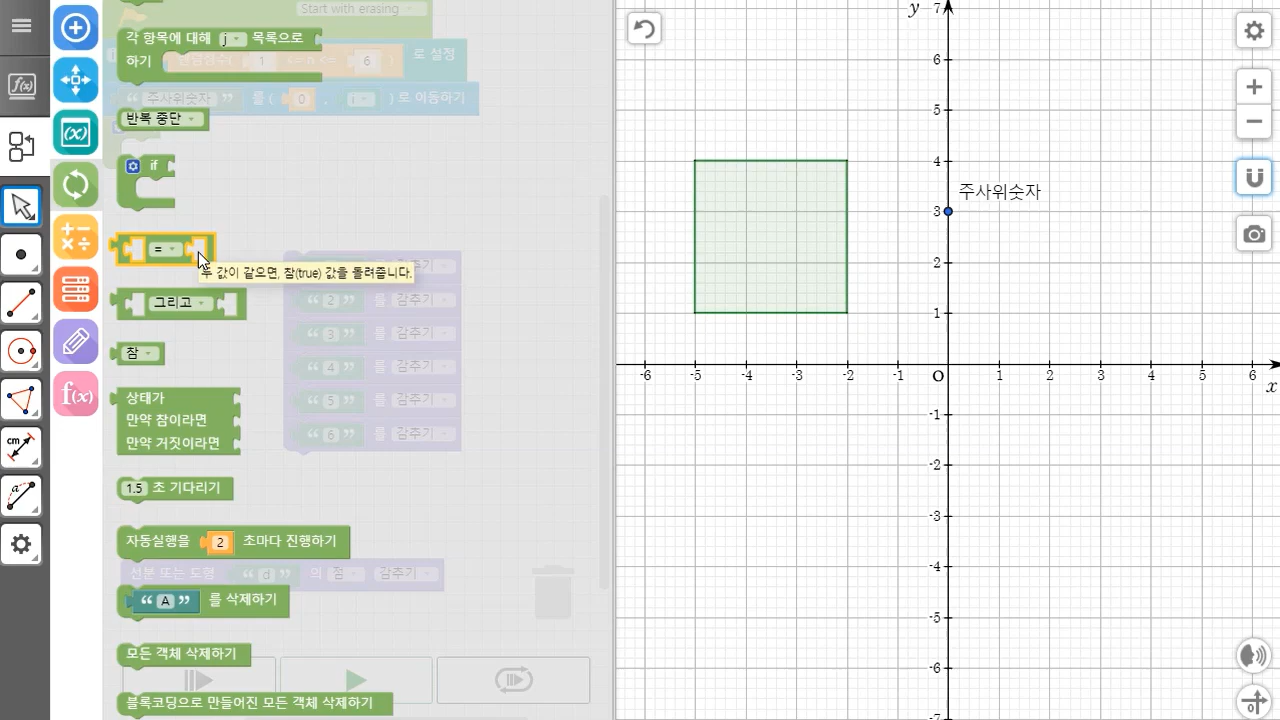 Start with erasing
각 항목에 대해 j 목록으로
하기
1 <= n <= 6 로 설정
“ 주사위숫자 ” 를 ( 0 , i ) 로 이동하기
반복 중단
if
=
두 값이 같으면, 참(true) 값을 돌려줍니다.
그리고
참
상태가
만약 참이라면
만약 거짓이라면
1.5 초 기다리기
자동실행을 2 초마다 진행하기
“ A ” 를 삭제하기
모든 객체 삭제하기
블록코딩으로 만들어진 모든 객체 삭제하기
추기
“ 2 ” 를 감추기
“ 3 ” 를 감추기
“ 4 ” 를 감추기
“ 5 ” 를 감추기
“ 6 ” 를 감추기
선분 또는 도형 “ d ” 의 점 감추기
f(x)
(x)
f(x)
cm
a
y
7
6
5
4
3
2
1
-1
-2
-3
-4
-5
-6
-7
주사위숫자
-6 -5 -4 -3 -2 -1 O 1 2 3 4 5 6
x